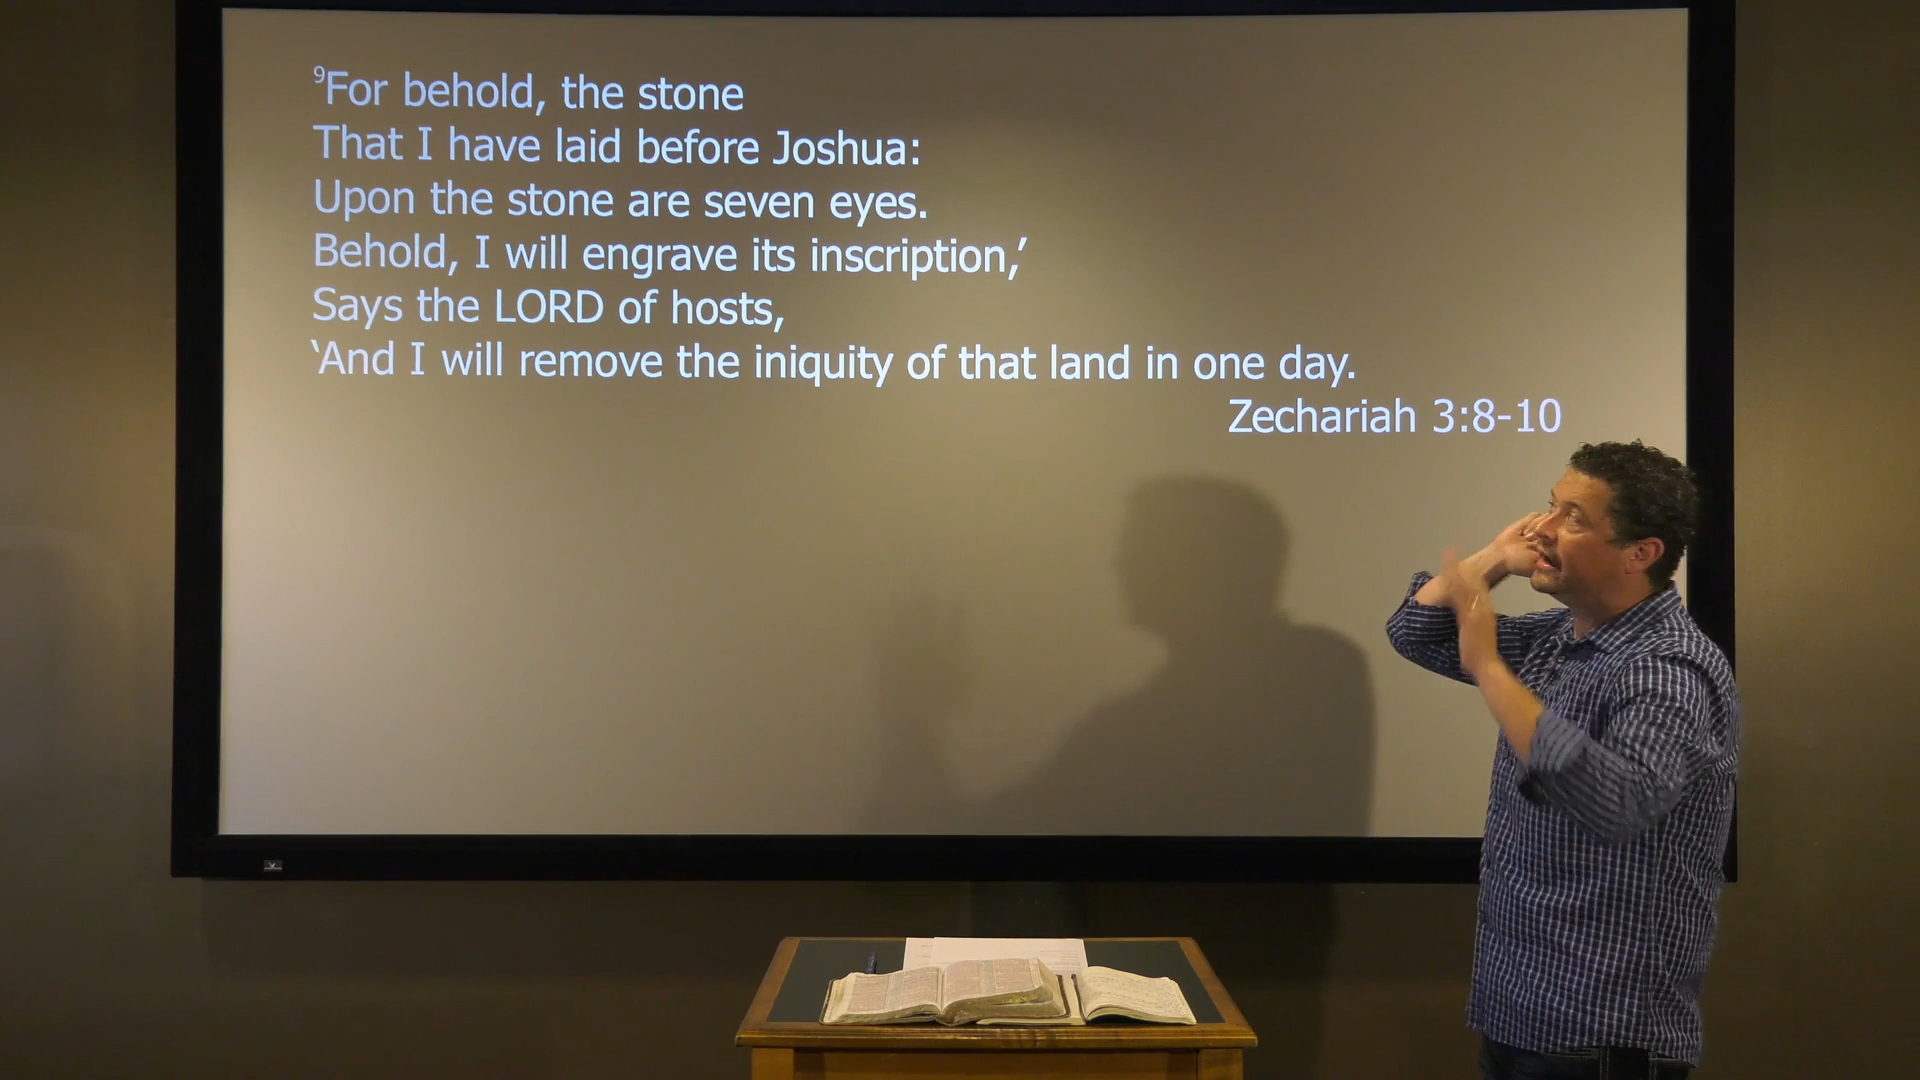 9For behold, the stone
That I have laid before Joshua:
Upon the stone are seven eyes.
Behold, I will engrave its inscription,’
Says the LORD of hosts,
‘And I will remove the iniquity of that land in one day.
Zechariah 3:8-10